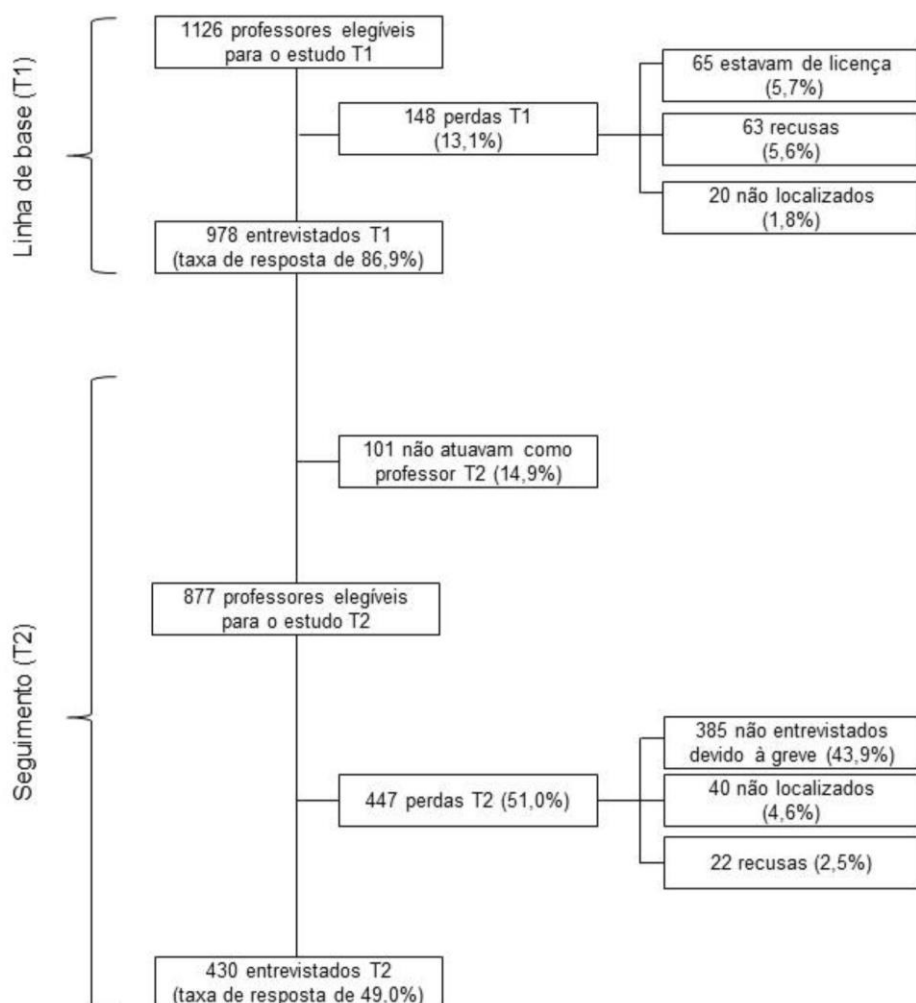 Linha de base (T1)
1126 professores elegíveis
para o estudo T1
148 perdas T1
(13,1%)
65 estavam de licença
(5,7%)
63 recusas
(5,6%)
20 não localizados
(1,8%)
978 entrevistados T1
(taxa de resposta de 86,9%)
Seguimento (T2)
101 não atuavam como
professor T2 (14,9%)
877 professores elegíveis
para o estudo T2
447 perdas T2 (51,0%)
385 não entrevistados
devido à greve (43,9%)
40 não localizados
(4,6%)
22 recusas (2,5%)
430 entrevistados T2
(taxa de resposta de 49,0%)